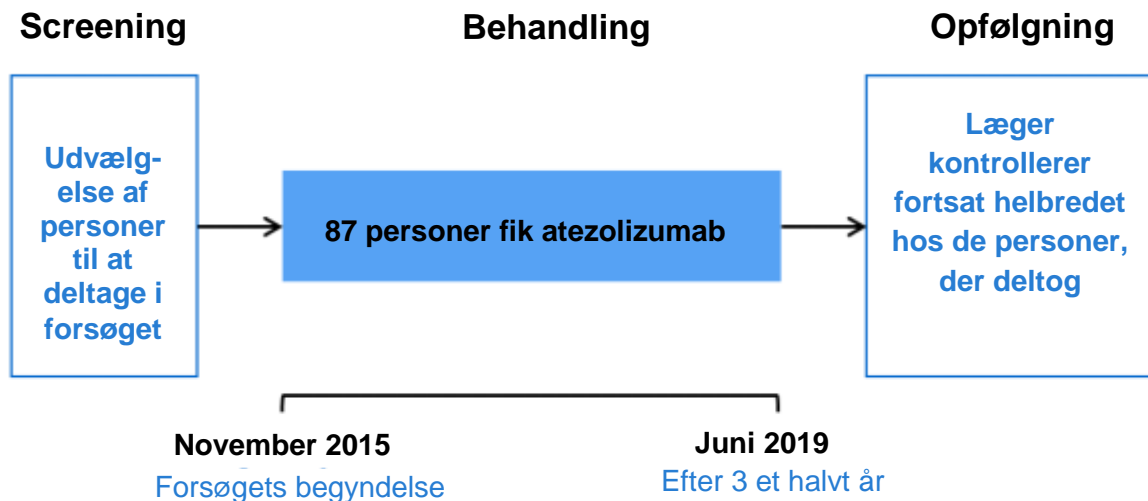 Screening
Behandling
Opfølgning
Udvælg-
else af
personer
til at
deltage i
forsøget
87 personer fik atezolizumab
Læger
kontrollerer
fortsat helbredet
hos de personer,
der deltog
November 2015
Forsøgets begyndelse
Juni 2019
Efter 3 et halvt år